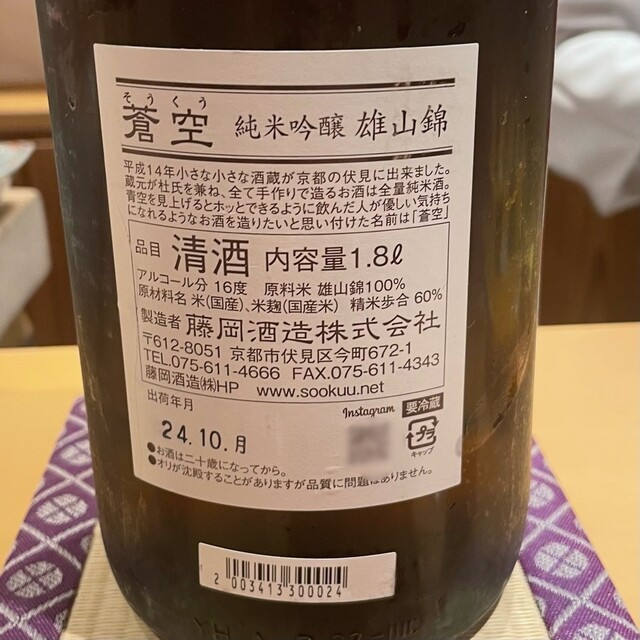 そうくう
蒼空 純米吟醸 雄山錦
平成14年小さな小さな酒蔵が京都の伏見に出来ました。
蔵元が杜氏を兼ね、全て手作りで造るお酒は全量純米酒。
青空を見上げるとホッとできるように飲んだ人が優しい気持ち
になれるようなお酒を造りたいと思い付けた名前は「蒼空」
品目 清酒 内容量1.8ℓ
アルコール分 16度 原料米 雄山錦100%
原材料名 米(国産)、米麹(国産米) 精米歩合 60%
製造者 藤岡酒造株式会社
〒612-8051 京都市伏見区今町672-1
TEL.075-611-4666 FAX.075-611-4343
藤岡酒造㈱HP www.sookuu.net
出荷年月
Instagram 要冷蔵
24.10.月
プラ
キャップ
●お酒は二十歳になってから。
●オリが沈殿することがありますが品質に問題はありません。
2 003413 300024